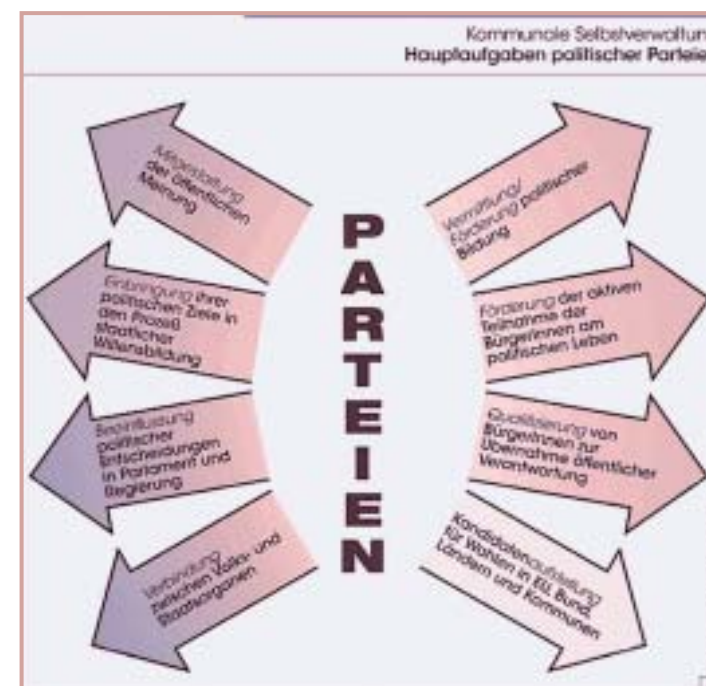 Kommunale Selbstverwaltun
Hauptaufgaben politischer Parteie
Mitgestaltung
der öffentlichen
Meinung
Einbringung ihrer
politischen Ziele in
den Prozeß
staatlicher
Willensbildung
Beeinflussung
politischer
Entscheidungen
in Parlament und
Regierung
Verbindung
zwischen Volks- und
Staatsorganen
PARTEIEN
Vermittlung/
Förderung politischer
Bildung
Förderung der aktiven
Teilnahme der
BürgerInnen am
politischen Leben
Qualifizierung von
BürgerInnen zur
Übernahme öffentlicher
Verantwortung
Kandidatenaufstellung
für Wahlen in EU, Bund,
Ländern und Kommunen